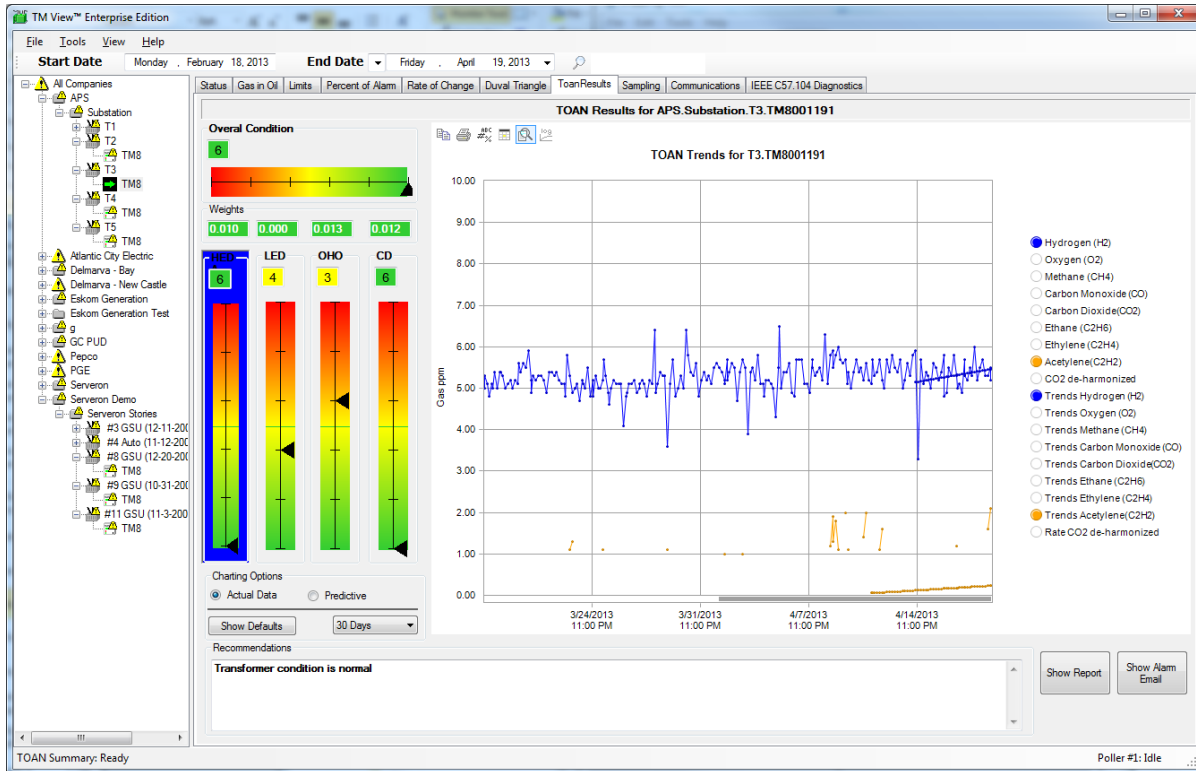 TM View™ Enterprise Edition
File Tools View Help
Start Date Monday , February 18, 2013 End Date Friday , April 19, 2013
All Companies
APS
Substation
T1
T2
TM8
T3
TM8
T4
TM8
T5
TM8
Atlantic City Electric
Delmarva - Bay
Delmarva - New Castle
Eskom Generation
Eskom Generation Test
g
GC PUD
Pepco
PGE
Serveron
Serveron Demo
Serveron Stories
#3 GSU (12-11-200
#4 Auto (11-12-200
#8 GSU (12-20-200
TM8
#9 GSU (10-31-200
TM8
#11 GSU (11-3-200
TM8
Status Gas in Oil Limits Percent of Alarm Rate of Change Duval Triangle ToanResults Sampling Communications IEEE C57.104 Diagnostics
TOAN Results for APS.Substation.T3.TM8001191
Overal Condition
6
Weights
0.010 0.000 0.013 0.012
HED LED OHO CD
6 4 3 6
Charting Options
Actual Data Predictive
Show Defaults 30 Days
TOAN Trends for T3.TM8001191
Gas ppm
10.00
9.00
8.00
7.00
6.00
5.00
4.00
3.00
2.00
1.00
0.00
3/24/2013 3/31/2013 4/7/2013 4/14/2013
11:00 PM 11:00 PM 11:00 PM 11:00 PM
Hydrogen (H2)
Oxygen (O2)
Methane (CH4)
Carbon Monoxide (CO)
Carbon Dioxide(CO2)
Ethane (C2H6)
Ethylene (C2H4)
Acetylene(C2H2)
CO2 de-harmonized
Trends Hydrogen (H2)
Trends Oxygen (O2)
Trends Methane (CH4)
Trends Carbon Monoxide (CO)
Trends Carbon Dioxide(CO2)
Trends Ethane (C2H6)
Trends Ethylene (C2H4)
Trends Acetylene(C2H2)
Rate CO2 de-harmonized
Recommendations
Transformer condition is normal
Show Report
Show Alarm
Email
TOAN Summary: Ready
Poller #1: Idle